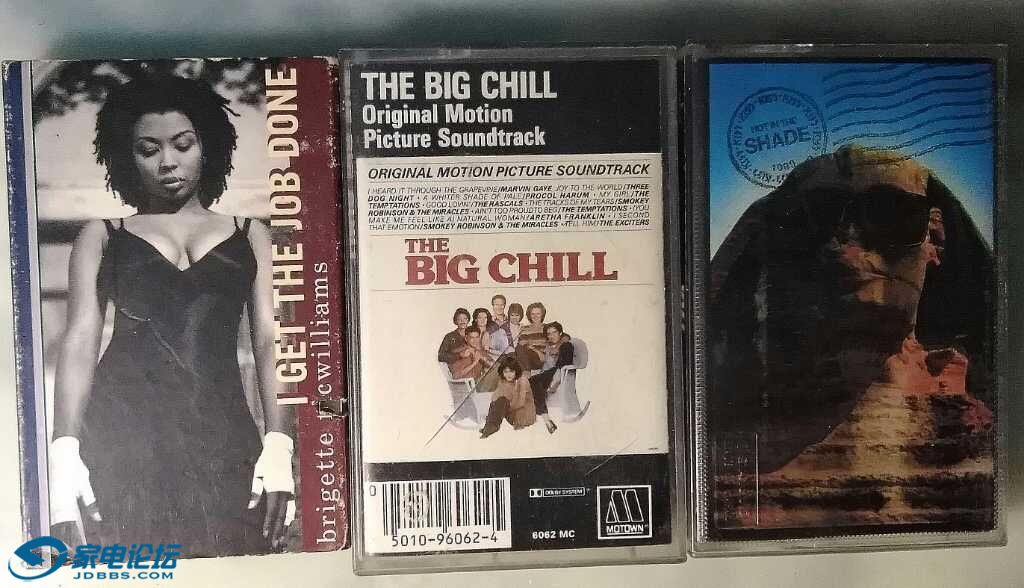 I GET THE JOB DONE
brigette mcwilliams
THE BIG CHILL
Original Motion
Picture Soundtrack
ORIGINAL MOTION PICTURE SOUNDTRACK
I HEARD IT THROUGH THE GRAPEVINE/MARVIN GAYE · JOY TO THE WORLD/THREE
DOG NIGHT · A WHITER SHADE OF PALE/PROCOL HARUM · MY GIRL/THE
TEMPTATIONS · GOOD LOVIN'/THE RASCALS · THE TRACKS OF MY TEARS/SMOKEY
ROBINSON & THE MIRACLES · AIN'T TOO PROUD TO BEG/THE TEMPTATIONS · (YOU
MAKE ME FEEL LIKE A) NATURAL WOMAN/ARETHA FRANKLIN · I SECOND
THAT EMOTION/SMOKEY ROBINSON & THE MIRACLES · TELL HIM/THE EXCITERS
THE
BIG CHILL
0
5010-96062-4
DOLBY SYSTEM
6062 MC
M
MOTOWN
HOT IN THE
SHADE
家电论坛
JDBBS.COM